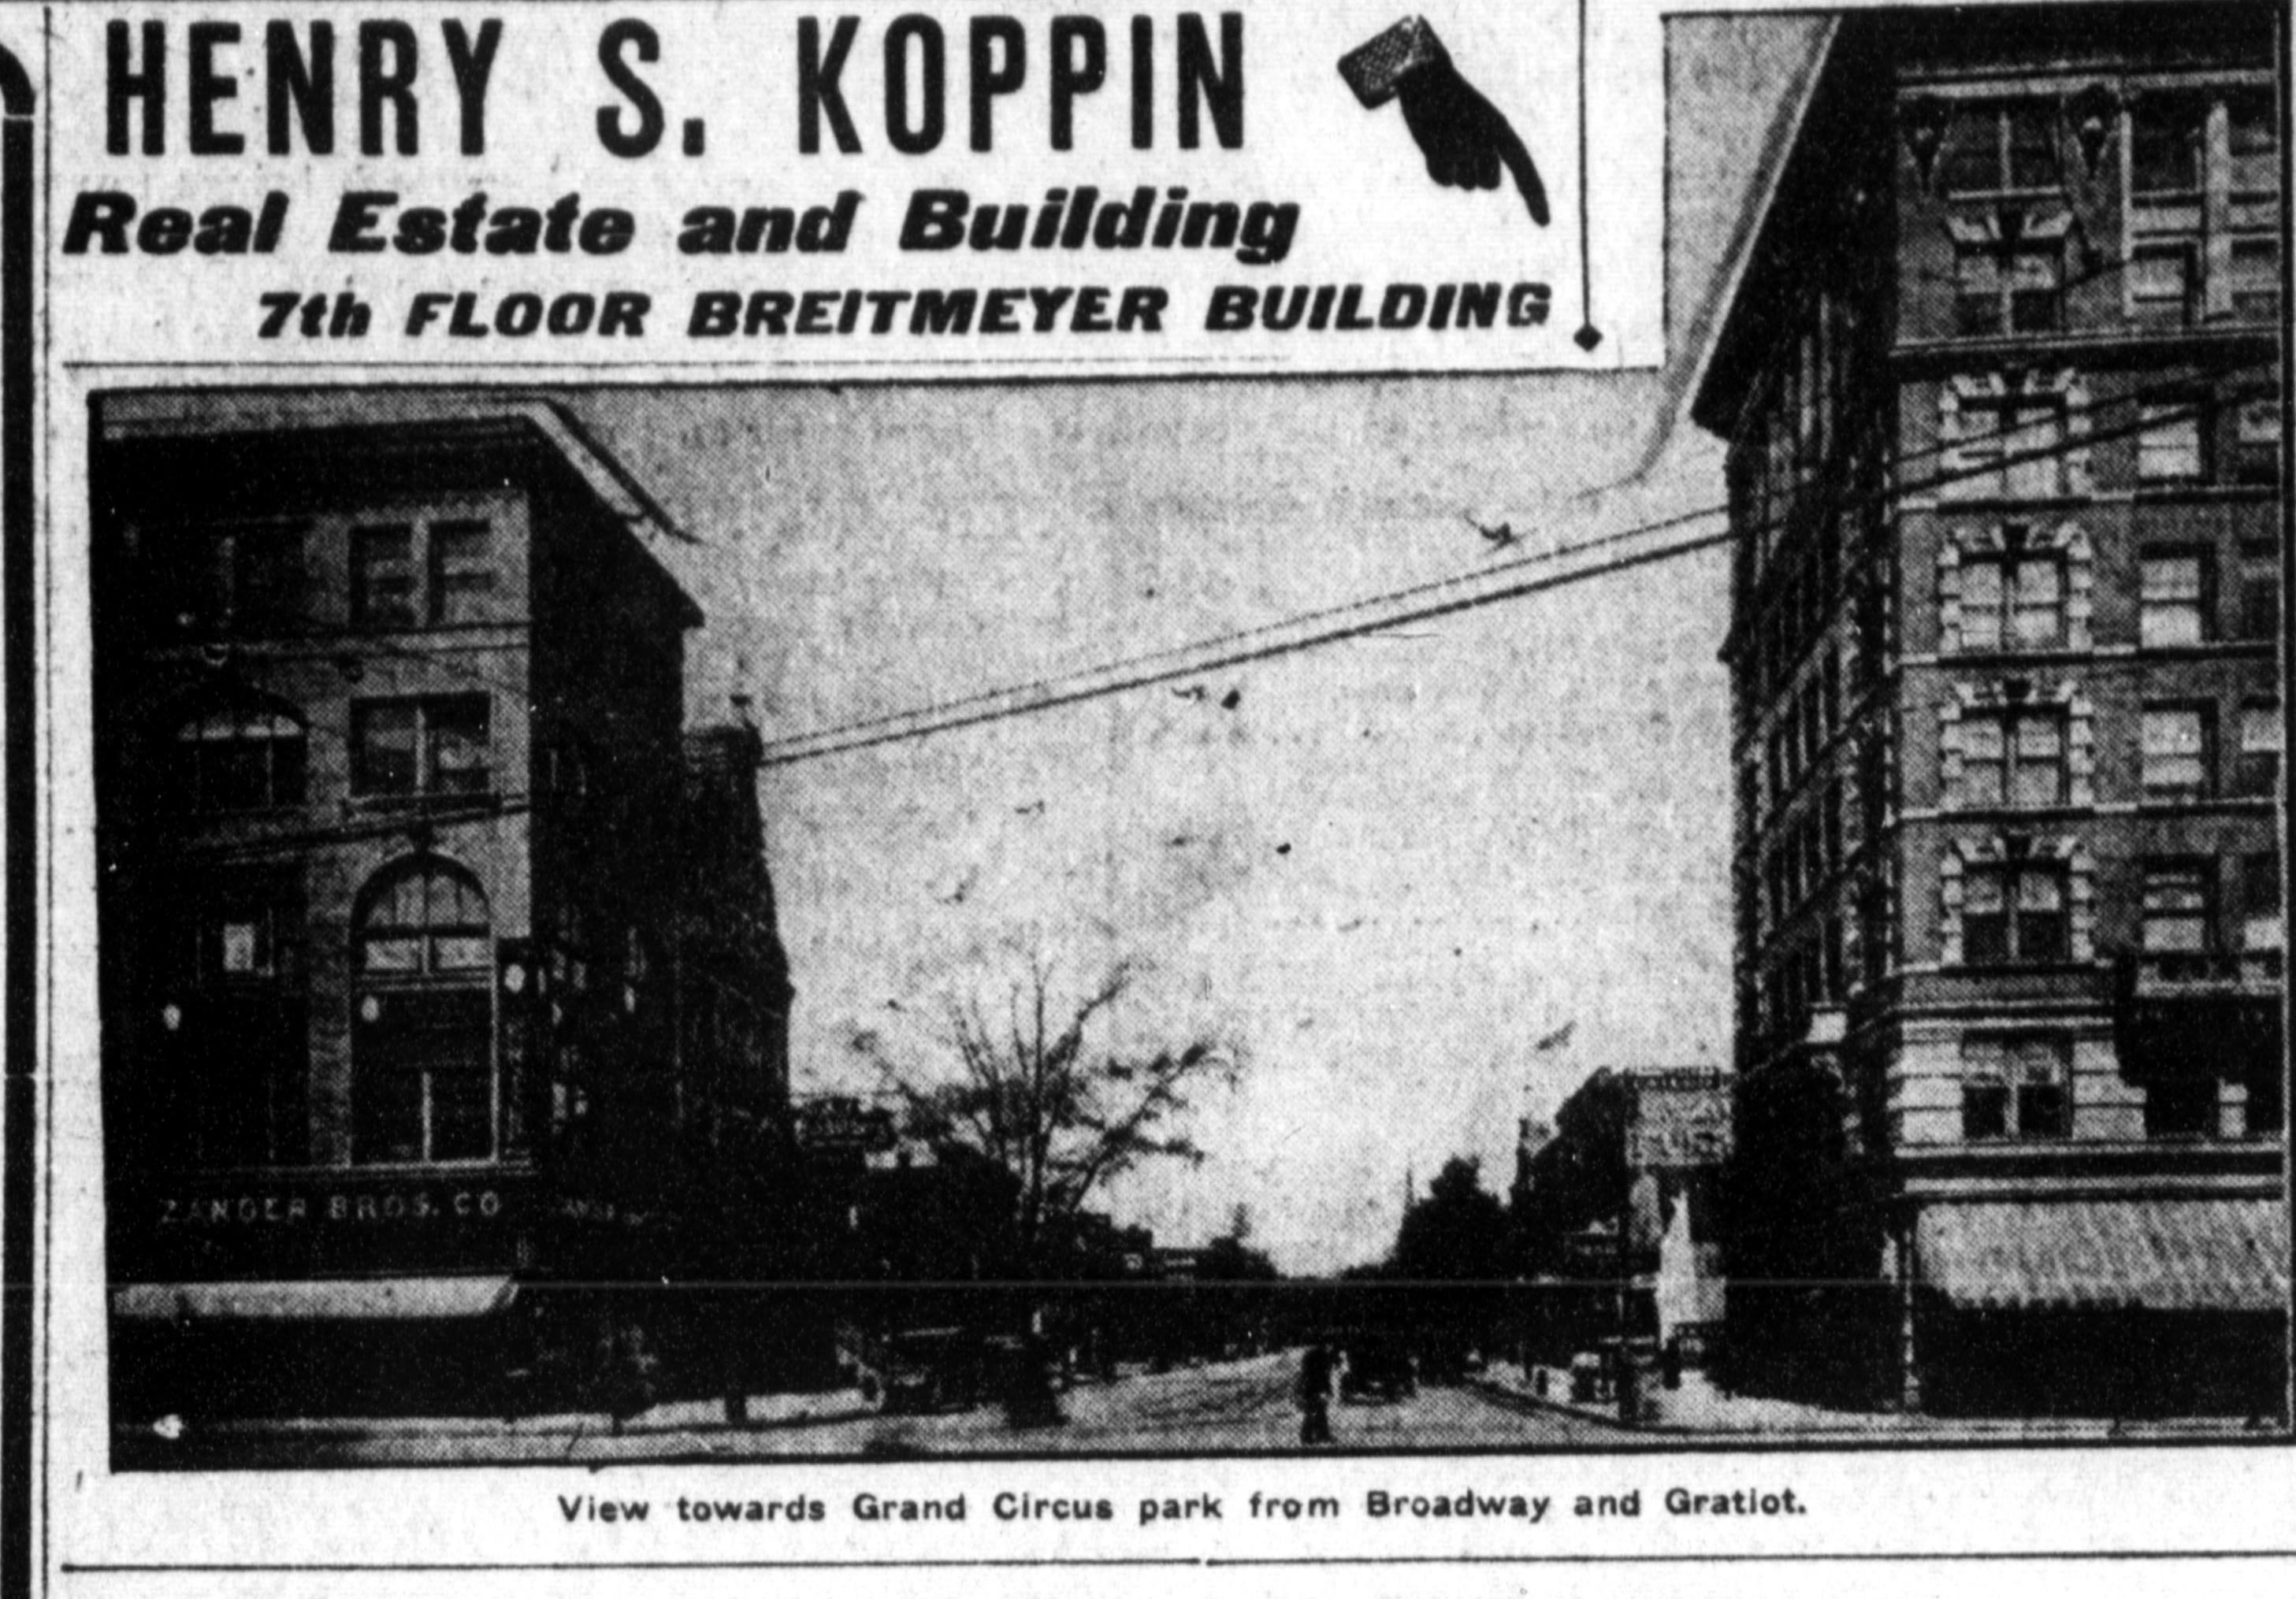 HENRY S. KOPPIN
Real Estate and Building
7th FLOOR BREITMEYER BUILDING
ZANGER BROS. CO
View towards Grand Circus park from Broadway and Gratiot.